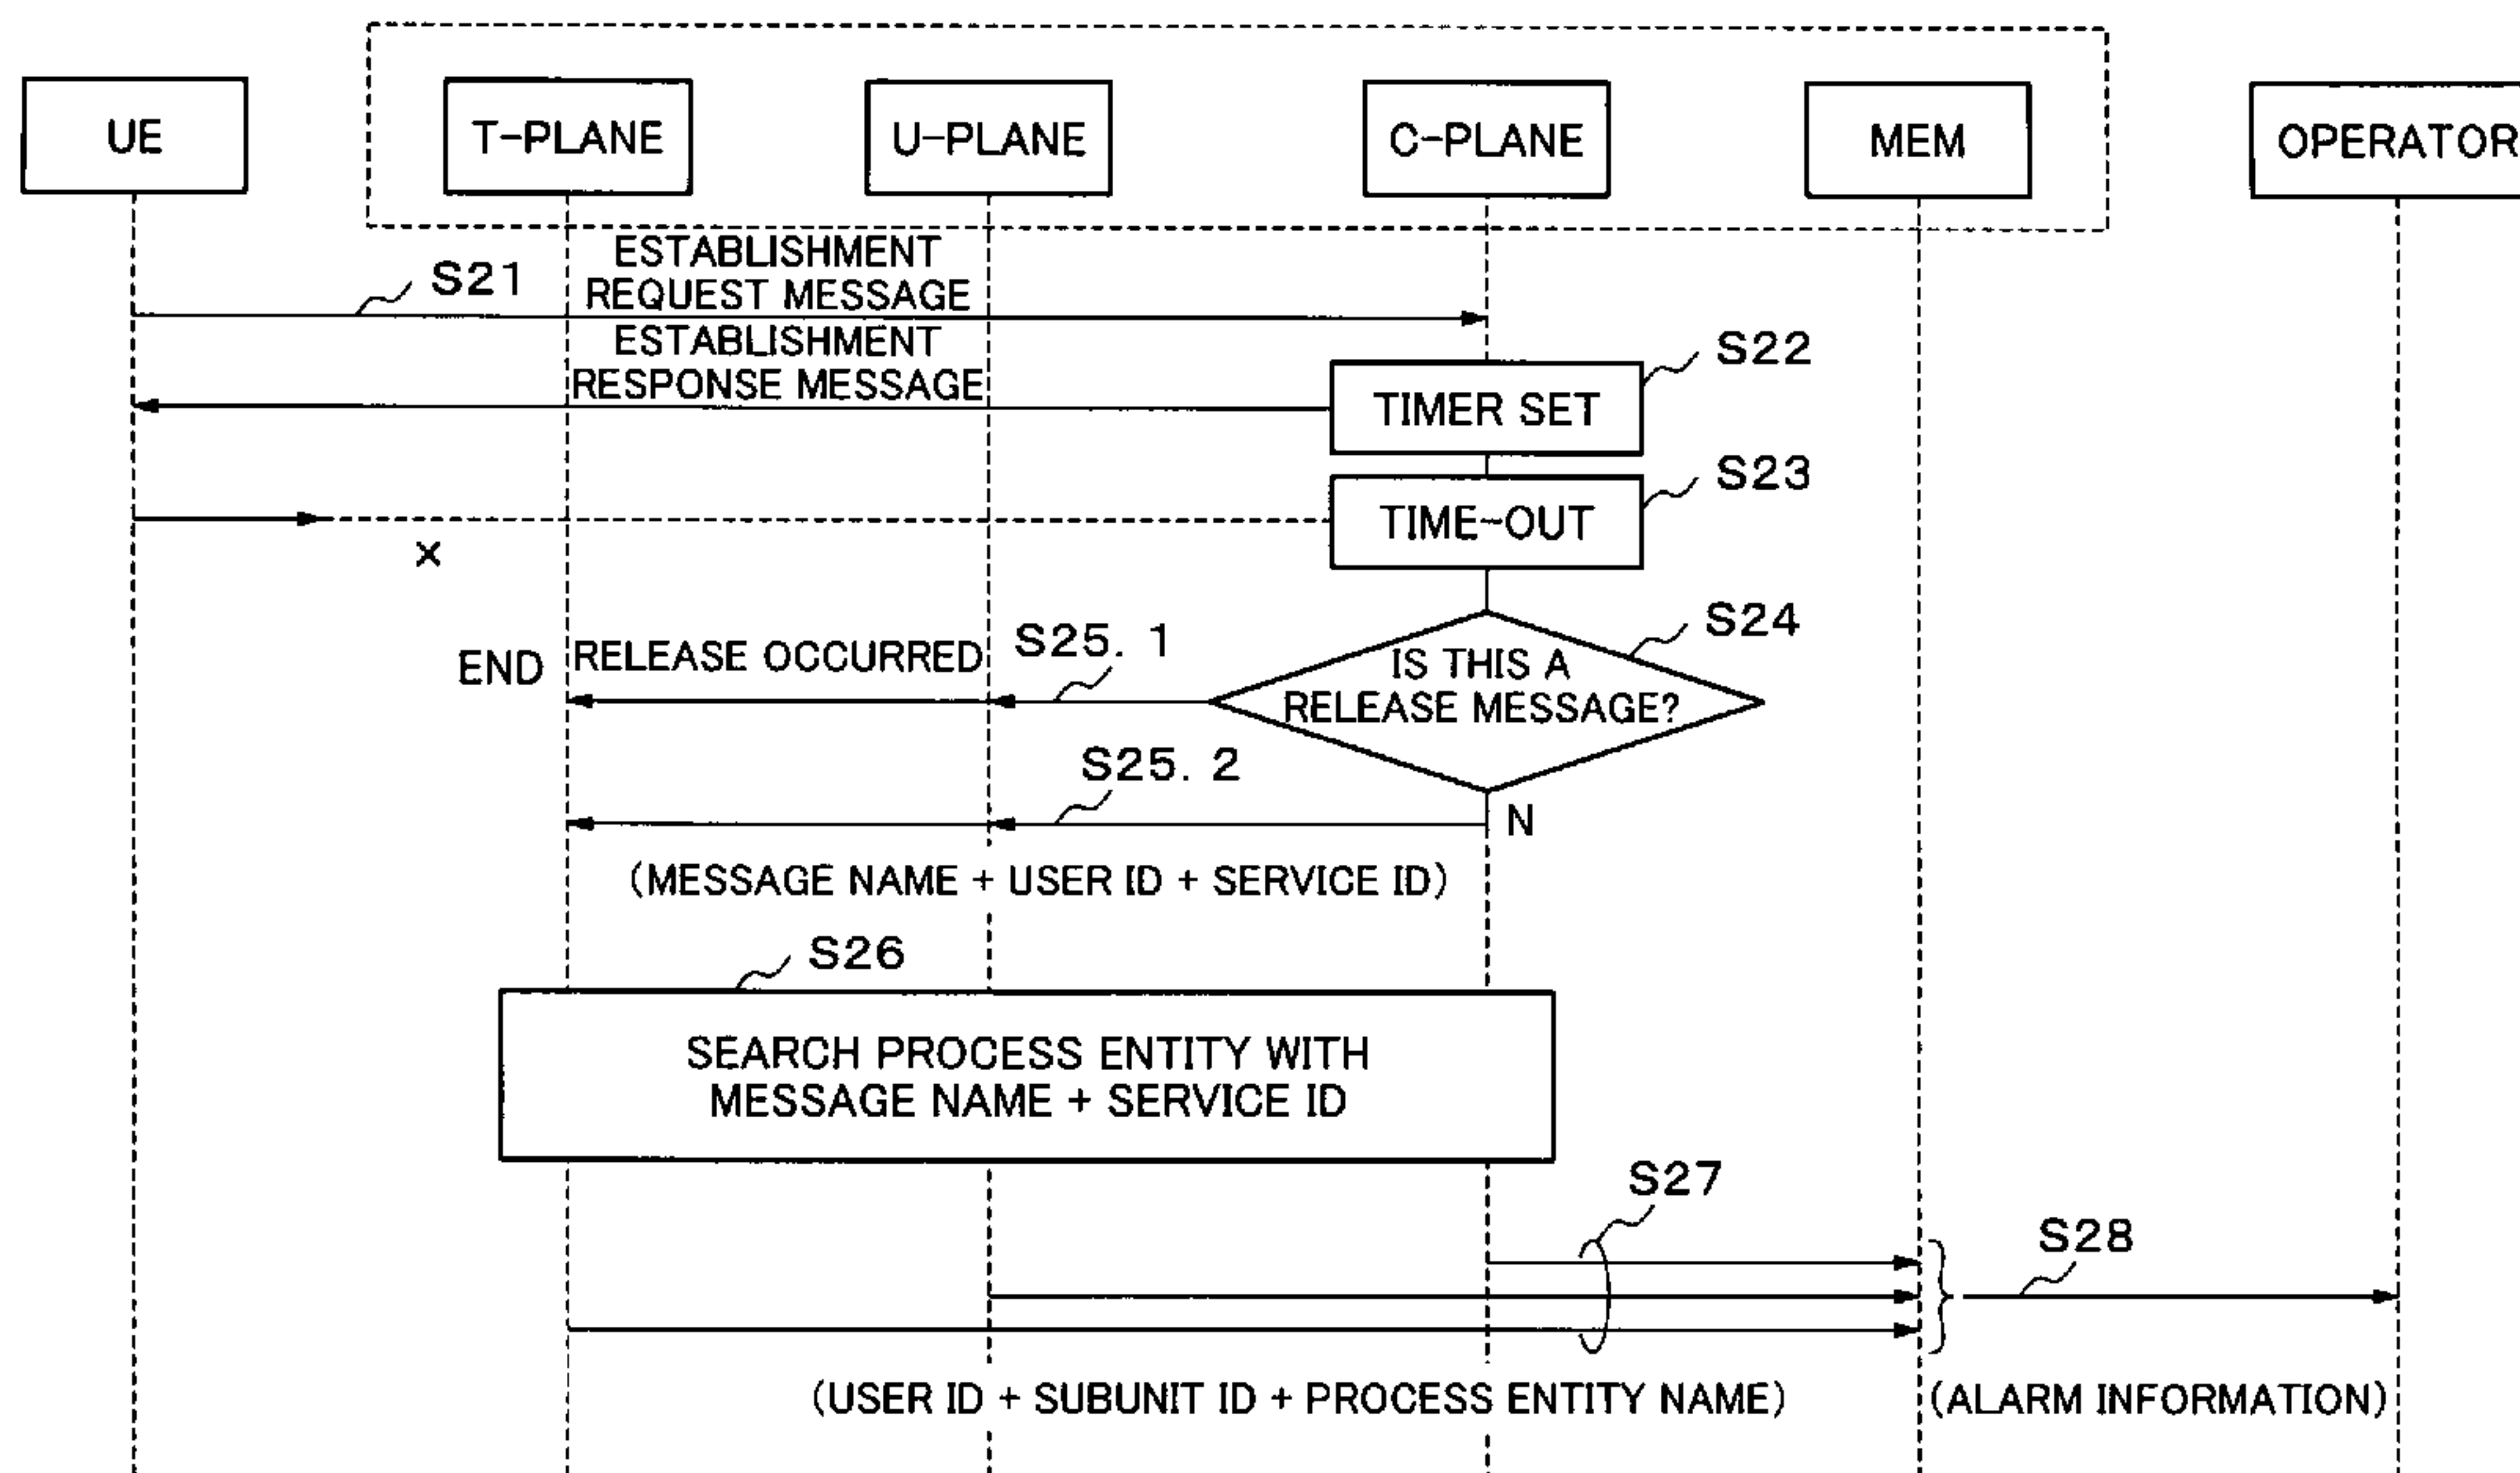 UE
T-PLANE
U-PLANE
C-PLANE
MEM
OPERATOR
ESTABLISHMENT
REQUEST MESSAGE
S21
ESTABLISHMENT
RESPONSE MESSAGE
S22
TIMER SET
S23
TIME-OUT
x
S24
IS THIS A
RELEASE MESSAGE?
S25. 1
END
RELEASE OCCURRED
S25. 2
N
(MESSAGE NAME + USER ID + SERVICE ID)
S26
SEARCH PROCESS ENTITY WITH
MESSAGE NAME + SERVICE ID
S27
S28
(USER ID + SUBUNIT ID + PROCESS ENTITY NAME)
(ALARM INFORMATION)